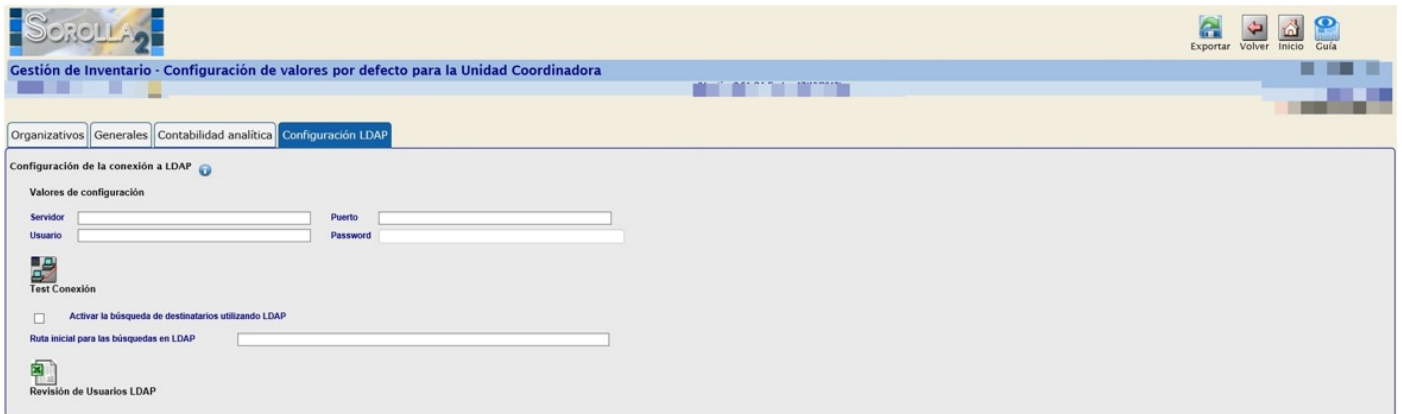 SOROLLA2
Exportar Volver Inicio Guía
Gestión de Inventario - Configuración de valores por defecto para la Unidad Coordinadora
Organizativos Generales Contabilidad analítica Configuración LDAP
Configuración de la conexión a LDAP
Valores de configuración
Servidor Puerto
Usuario Password
Test Conexión
Activar la búsqueda de destinatarios utilizando LDAP
Ruta inicial para las búsquedas en LDAP
Revisión de Usuarios LDAP